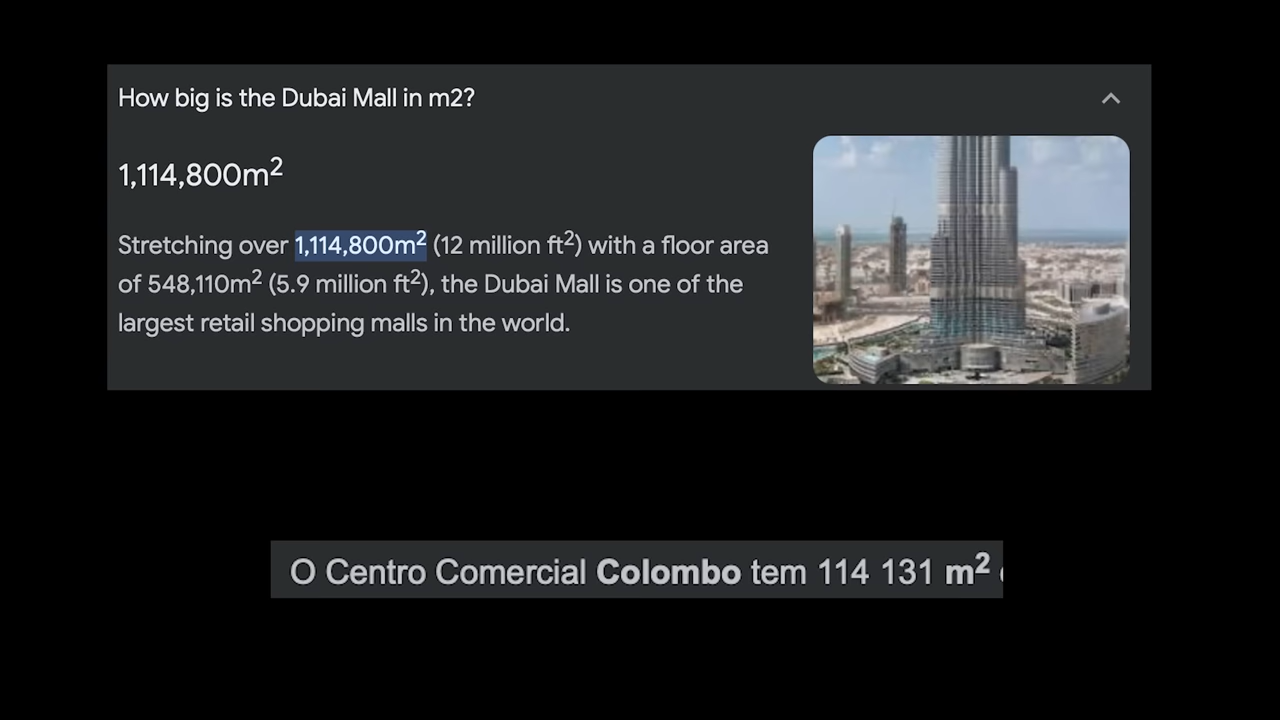 How big is the Dubai Mall in m2?
1,114,800m²
Stretching over 1,114,800m² (12 million ft²) with a floor area
of 548,110m² (5.9 million ft²), the Dubai Mall is one of the
largest retail shopping malls in the world.
O Centro Comercial Colombo tem 114 131 m²